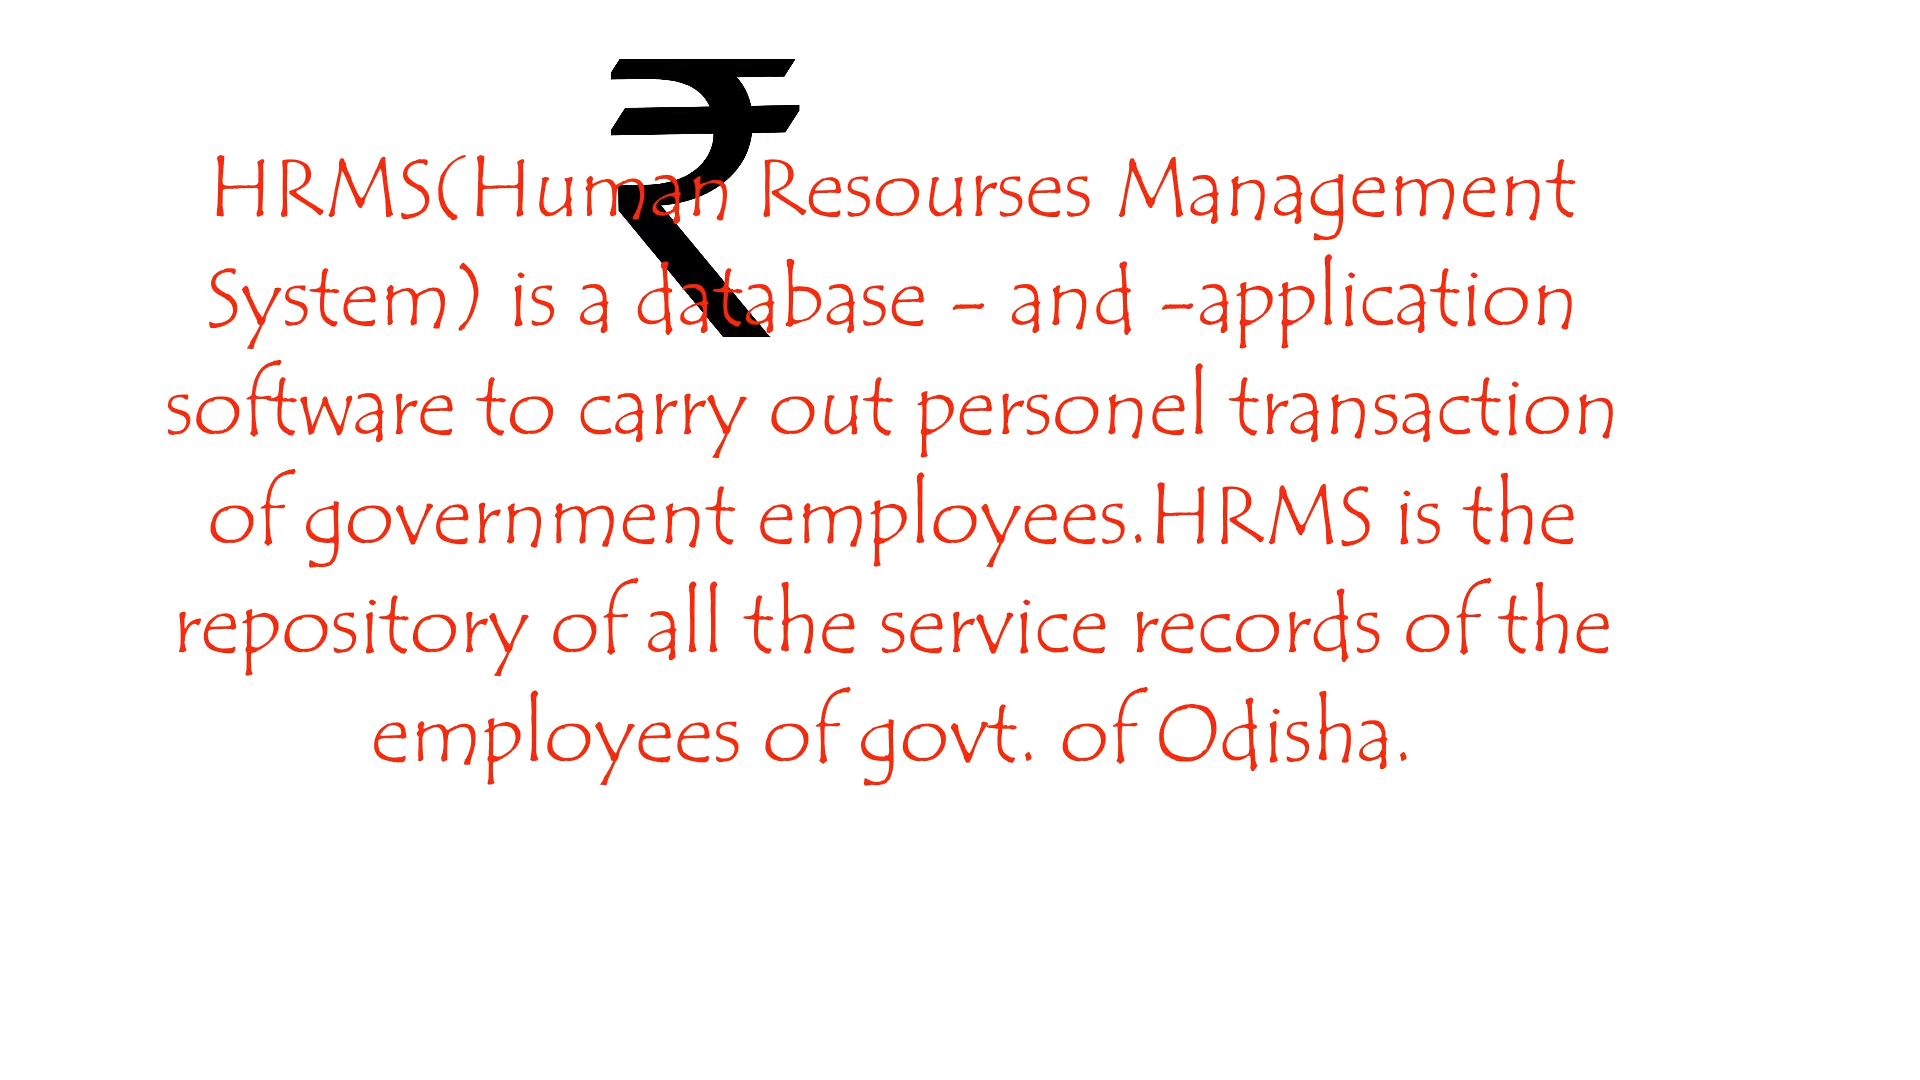 ₹
HRMS(Human Resourses Management
System) is a database - and -application
software to carry out personel transaction
of government employees.HRMS is the
repository of all the service records of the
employees of govt. of Odisha.